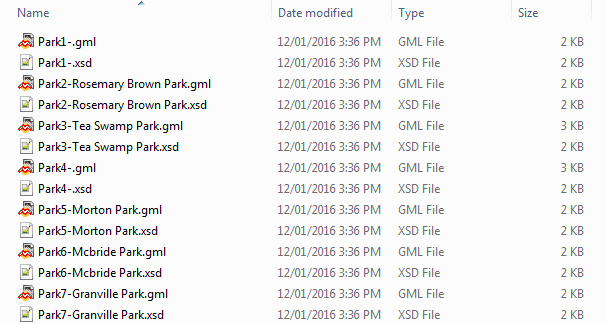 Name Date modified Type Size
Park1-.gml 12/01/2016 3:36 PM GML File 2 KB
Park1-.xsd 12/01/2016 3:36 PM XSD File 2 KB
Park2-Rosemary Brown Park.gml 12/01/2016 3:36 PM GML File 2 KB
Park2-Rosemary Brown Park.xsd 12/01/2016 3:36 PM XSD File 2 KB
Park3-Tea Swamp Park.gml 12/01/2016 3:36 PM GML File 3 KB
Park3-Tea Swamp Park.xsd 12/01/2016 3:36 PM XSD File 2 KB
Park4-.gml 12/01/2016 3:36 PM GML File 3 KB
Park4-.xsd 12/01/2016 3:36 PM XSD File 2 KB
Park5-Morton Park.gml 12/01/2016 3:36 PM GML File 2 KB
Park5-Morton Park.xsd 12/01/2016 3:36 PM XSD File 2 KB
Park6-Mcbride Park.gml 12/01/2016 3:36 PM GML File 2 KB
Park6-Mcbride Park.xsd 12/01/2016 3:36 PM XSD File 2 KB
Park7-Granville Park.gml 12/01/2016 3:36 PM GML File 2 KB
Park7-Granville Park.xsd 12/01/2016 3:36 PM XSD File 2 KB